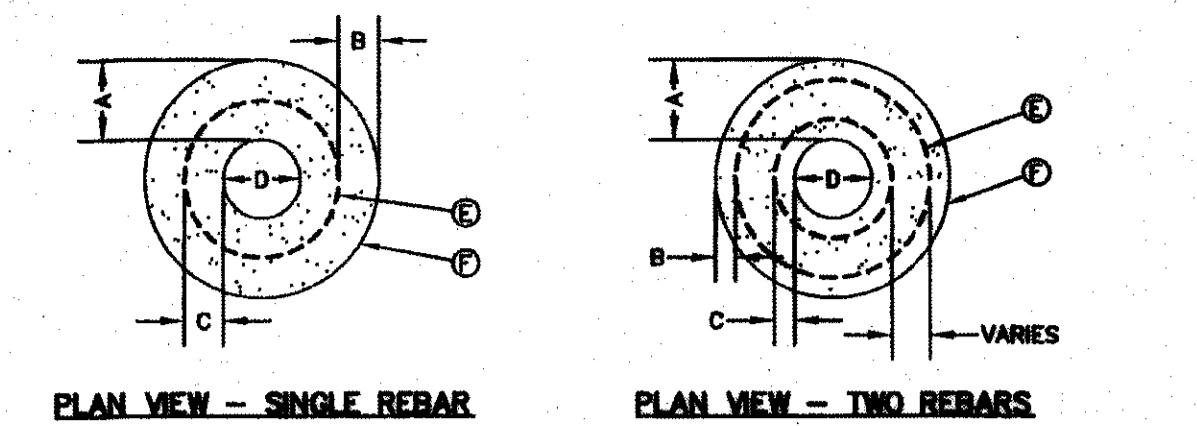 B
A
D
E
F
C
PLAN VIEW - SINGLE REBAR
A
E
D
F
B
C
VARIES
PLAN VIEW - TWO REBARS